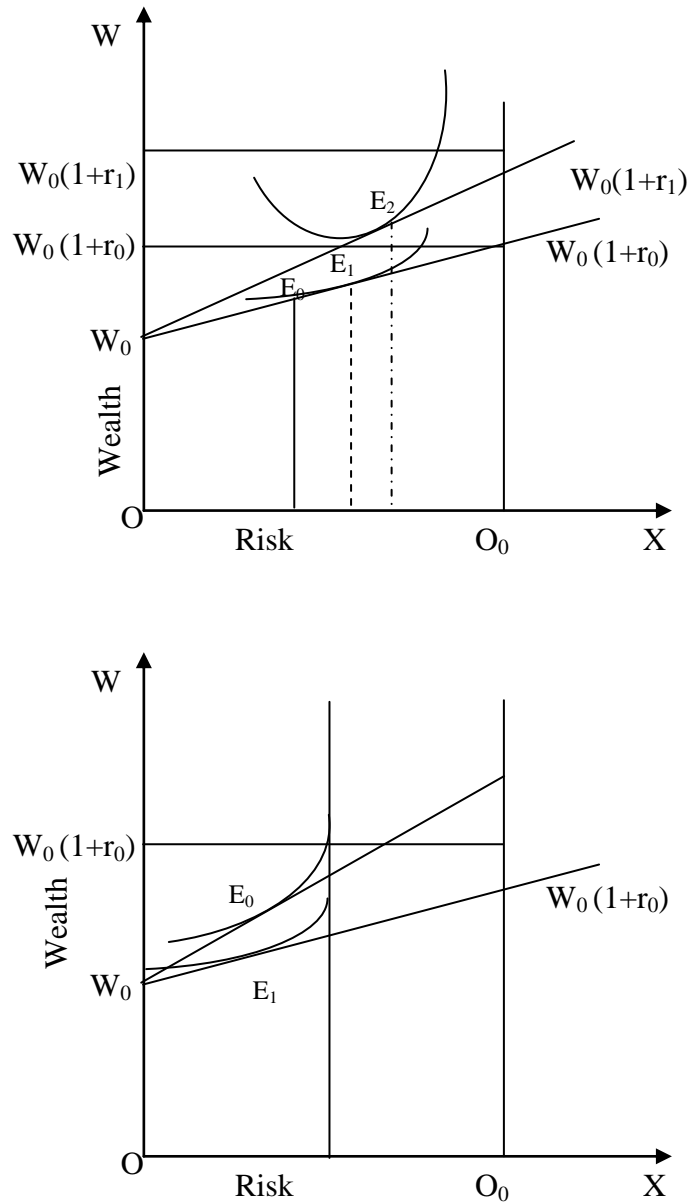 W
W₀(1+r₁)
W₀(1+r₁)
E₂
W₀ (1+r₀)
W₀ (1+r₀)
E₁
E₀
W₀
Wealth
O
Risk
O₀
X
W
W₀ (1+r₀)
E₀
W₀ (1+r₀)
Wealth
W₀
E₁
O
Risk
O₀
X